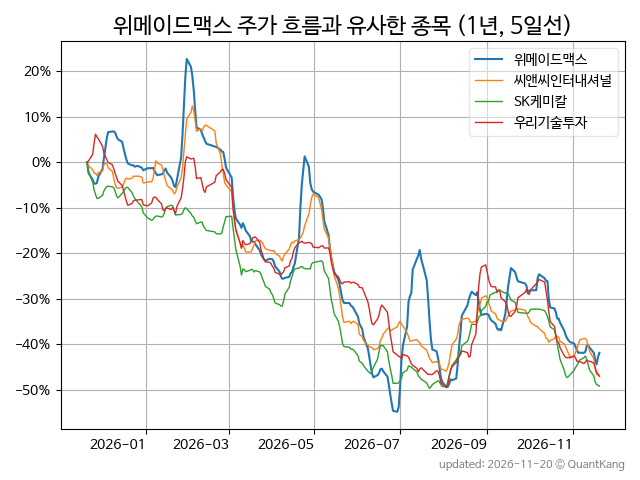 위메이드맥스 주가 흐름과 유사한 종목 (1년, 5일선)
위메이드맥스
씨앤씨인터내셔널
SK케미칼
우리기술투자
20%
10%
0%
−10%
−20%
−30%
−40%
−50%
2026-01
2026-03
2026-05
2026-07
2026-09
2026-11
updated: 2026-11-20 © QuantKang